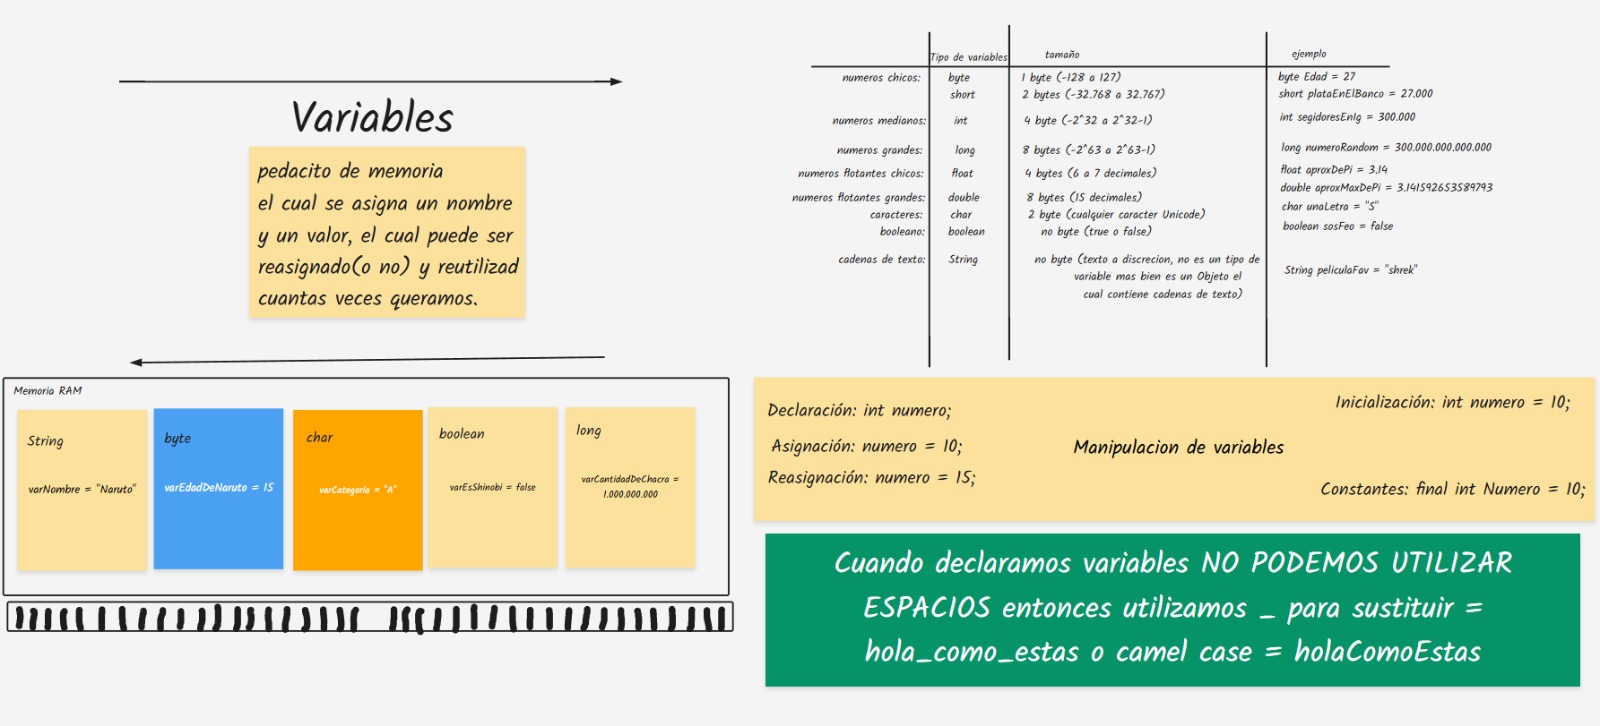 Variables
pedacito de memoria
el cual se asigna un nombre
y un valor, el cual puede ser
reasignado(o no) y reutilizad
cuantas veces queramos.
Tipo de variables tamaño ejemplo
numeros chicos: byte 1 byte (-128 a 127) byte Edad = 27
short 2 bytes (-32.768 a 32.767) short plataEnElBanco = 27.000
numeros medianos: int 4 byte (-2^32 a 2^32-1) int segidoresEnIg = 300.000
numeros grandes: long 8 bytes (-2^63 a 2^63-1) long numeroRandom = 300.000.000.000.000
numeros flotantes chicos: float 4 bytes (6 a 7 decimales) float aproxDePi = 3.14
numeros flotantes grandes: double 8 bytes (15 decimales) double aproxMaxDePi = 3.141592653589793
caracteres: char 2 byte (cualquier caracter Unicode) char unaLetra = "S"
booleano: boolean no byte (true o false) boolean sosFeo = false
cadenas de texto: String no byte (texto a discrecion, no es un tipo de
variable mas bien es un Objeto el
cual contiene cadenas de texto)
String peliculaFav = "shrek"
Memoria RAM
String
varNombre = "Naruto"
byte
varEdadDeNaruto = 15
char
varCategoria = "A"
boolean
varEsShinobi = false
long
varCantidadDeChacra =
1.000.000.000
Declaración: int numero;
Asignación: numero = 10;
Reasignación: numero = 15;
Manipulacion de variables
Inicialización: int numero = 10;
Constantes: final int Numero = 10;
Cuando declaramos variables NO PODEMOS UTILIZAR
ESPACIOS entonces utilizamos _ para sustituir =
hola_como_estas o camel case = holaComoEstas